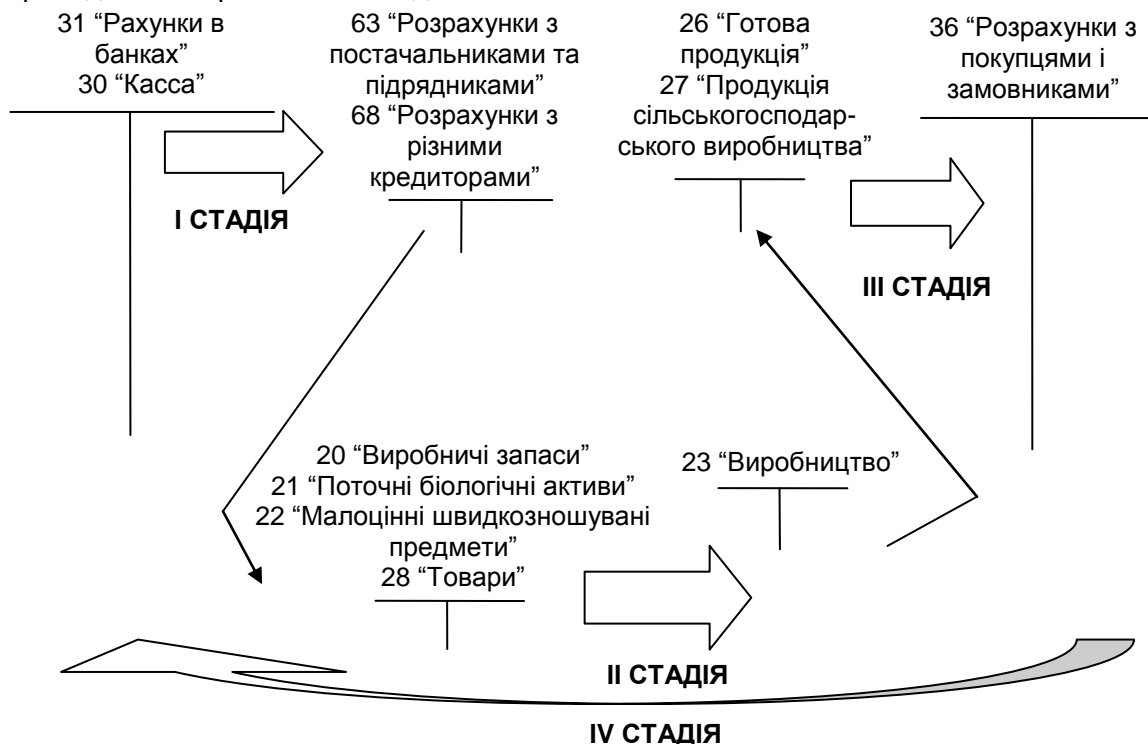 31 “Рахунки в
банках”
30 “Касса”
63 “Розрахунки з
постачальниками та
підрядниками”
68 “Розрахунки з
різними
кредиторами”
26 “Готова
продукція”
27 “Продукція
сільськогосподар-
ського виробництва”
36 “Розрахунки з
покупцями і
замовниками”
І СТАДІЯ
ІІІ СТАДІЯ
20 “Виробничі запаси”
21 “Поточні біологічні активи”
22 “Малоцінні швидкозношувані
предмети”
28 “Товари”
23 “Виробництво”
ІІ СТАДІЯ
ІV СТАДІЯ